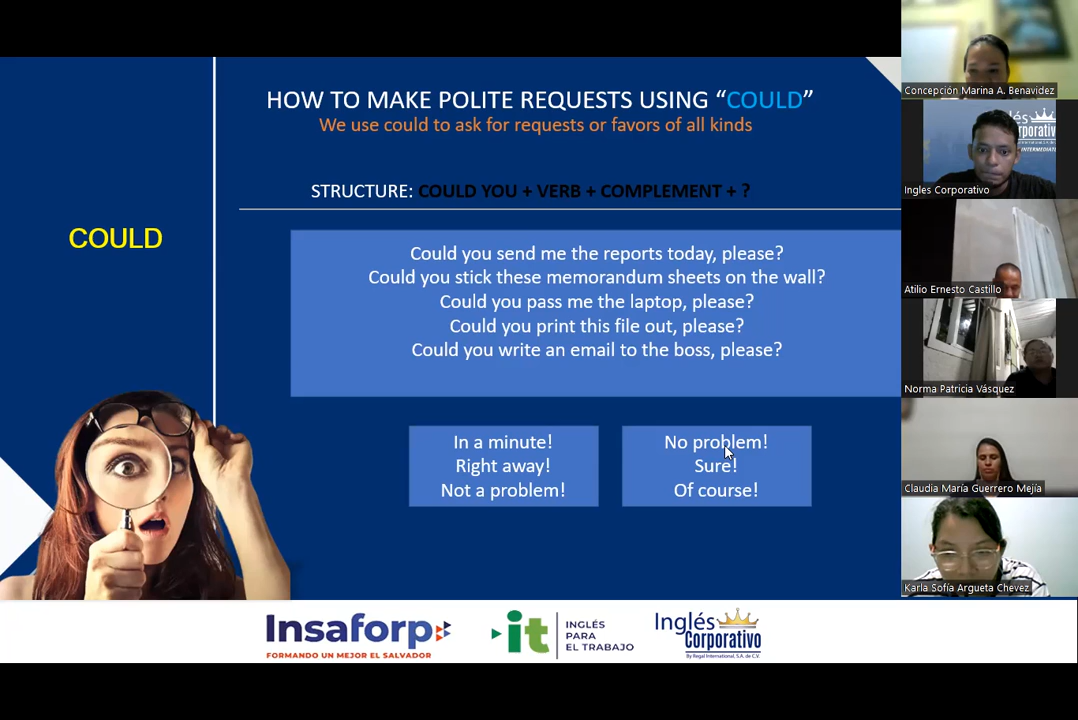 HOW TO MAKE POLITE REQUESTS USING “COULD”
We use could to ask for requests or favors of all kinds
STRUCTURE: COULD YOU + VERB + COMPLEMENT + ?
COULD
Could you send me the reports today, please?
Could you stick these memorandum sheets on the wall?
Could you pass me the laptop, please?
Could you print this file out, please?
Could you write an email to the boss, please?
In a minute!
Right away!
Not a problem!
No problem!
Sure!
Of course!
Insaforp
FORMANDO UN MEJOR EL SALVADOR
it
INGLÉS
PARA
EL TRABAJO
Inglés
Corporativo
By Regal International, S.A. de C.V.
Concepción Marina A. Benavidez
Ingles Corporativo
Atilio Ernesto Castillo
Norma Patricia Vásquez
Claudia María Guerrero Mejía
Karla Sofía Argueta Chevez